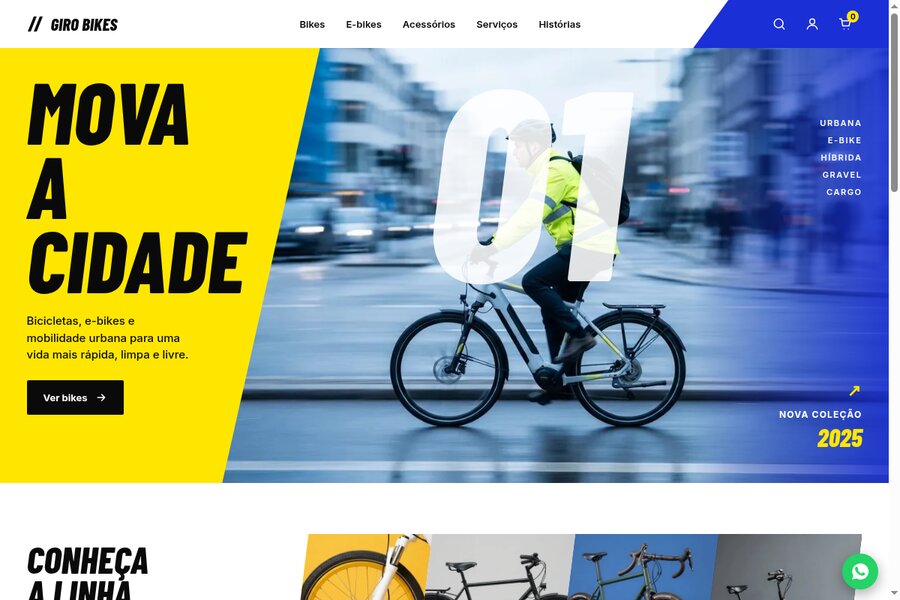 // GIRO BIKES
Bikes
E-bikes
Acessórios
Serviços
Histórias
0
MOVA
A
CIDADE
Bicicletas, e-bikes e
mobilidade urbana para uma
vida mais rápida, limpa e livre.
Ver bikes →
01
URBANA
E-BIKE
HÍBRIDA
GRAVEL
CARGO
↗
NOVA COLEÇÃO
2025
CONHEÇA
A LINHA